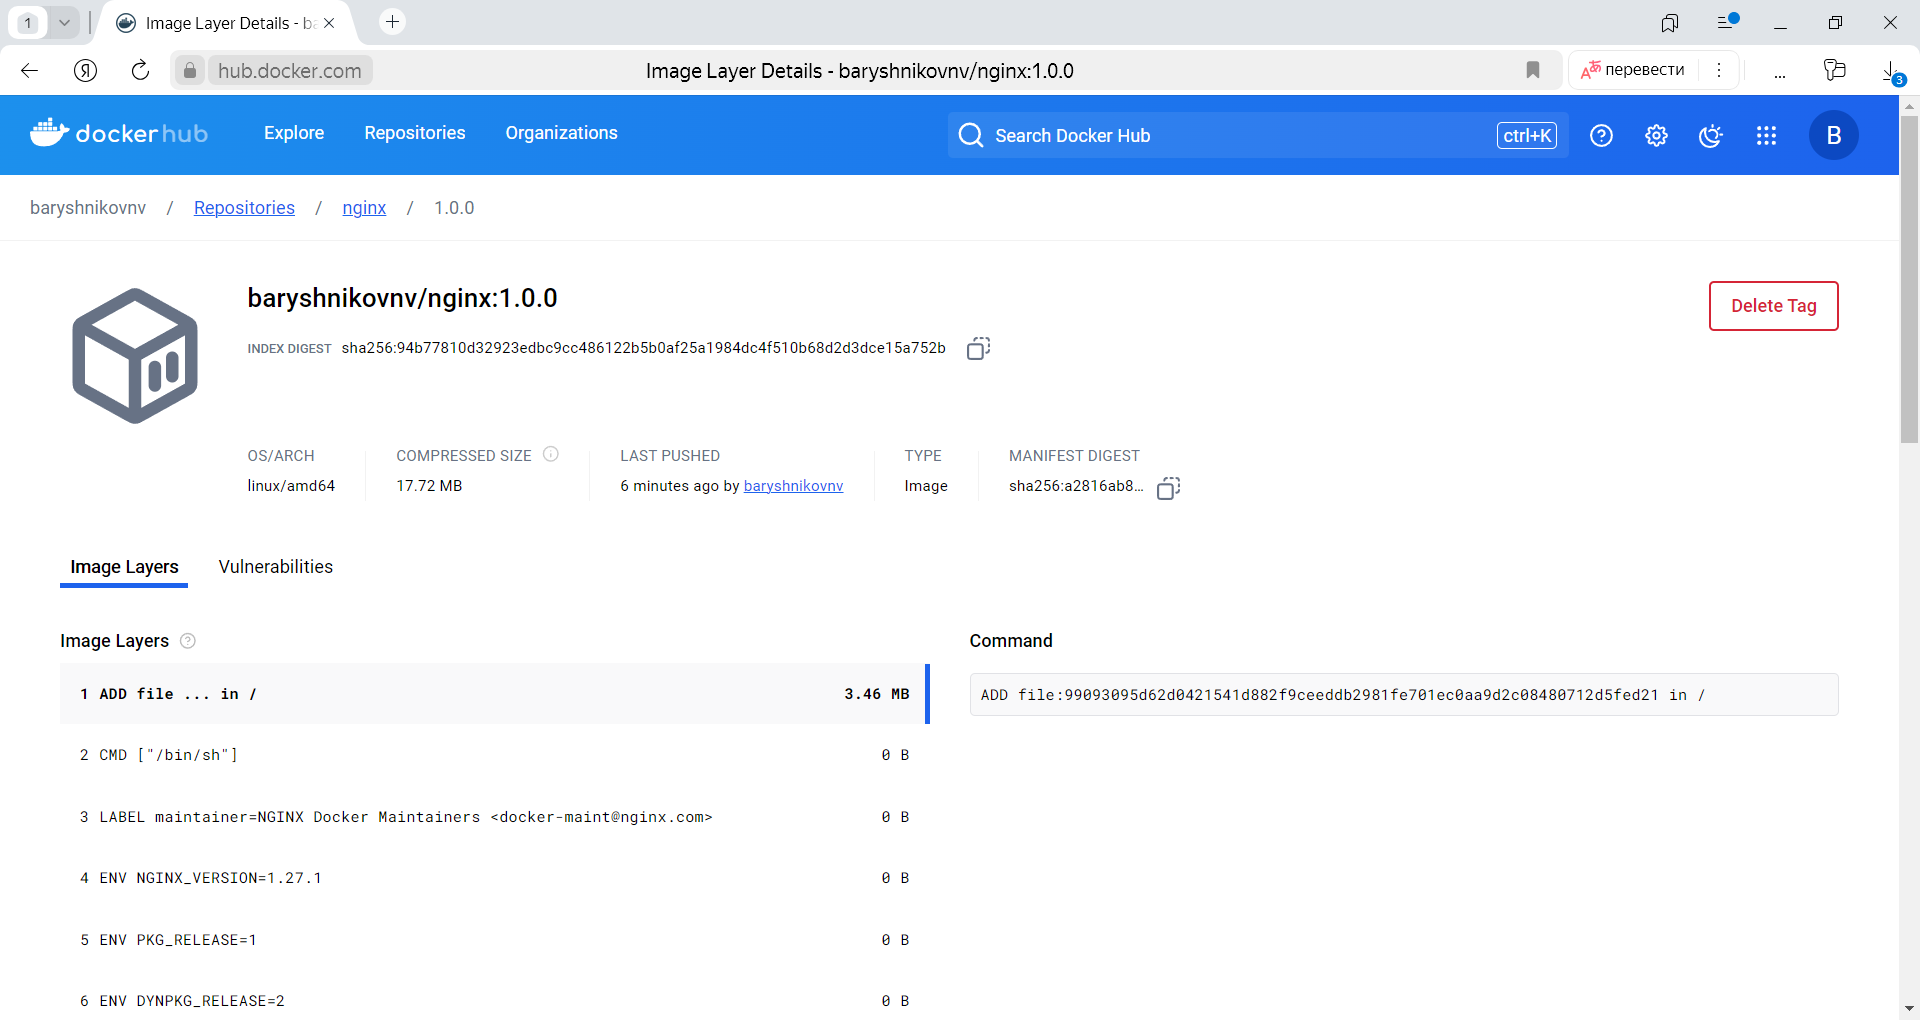 1
Image Layer Details - ba
hub.docker.com
Image Layer Details - baryshnikovnv/nginx:1.0.0
перевести
3
dockerhub
Explore
Repositories
Organizations
Search Docker Hub
ctrl+K
B
baryshnikovnv / Repositories / nginx / 1.0.0
baryshnikovnv/nginx:1.0.0
Delete Tag
INDEX DIGEST sha256:94b77810d32923edbc9cc486122b5b0af25a1984dc4f510b68d2d3dce15a752b
OS/ARCH
linux/amd64
COMPRESSED SIZE
17.72 MB
LAST PUSHED
6 minutes ago by baryshnikovnv
TYPE
Image
MANIFEST DIGEST
sha256:a2816ab8...
Image Layers
Vulnerabilities
Image Layers
1 ADD file ... in / 3.46 MB
2 CMD ["/bin/sh"] 0 B
3 LABEL maintainer=NGINX Docker Maintainers <docker-maint@nginx.com> 0 B
4 ENV NGINX_VERSION=1.27.1 0 B
5 ENV PKG_RELEASE=1 0 B
6 ENV DYNPKG_RELEASE=2 0 B
Command
ADD file:99093095d62d0421541d882f9ceeddb2981fe701ec0aa9d2c08480712d5fed21 in /